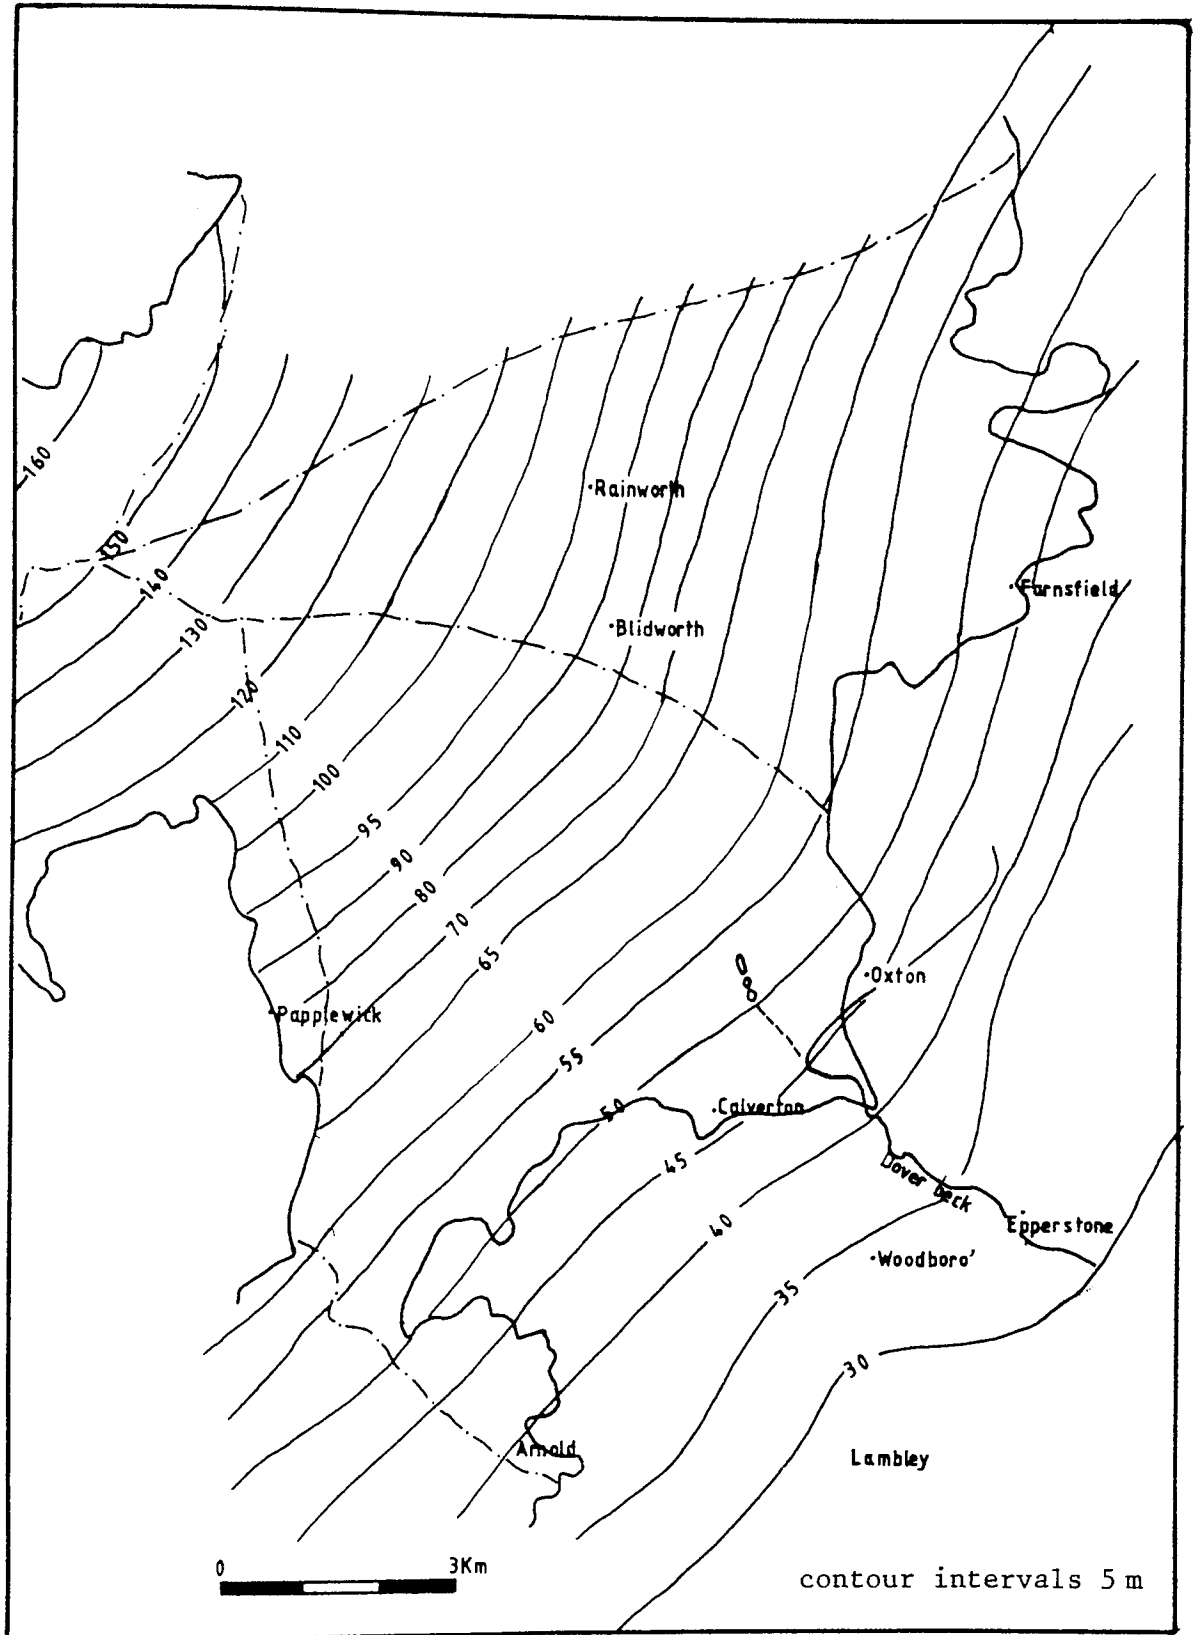 160
150
140
130
120
110
100
95
90
80
70
65
60
55
50
45
40
35
30
Rainworth
Blidworth
Farnsfield
Oxton
Papplewick
Calverton
Dover beck
Epperstone
Woodboro'
Arnold
Lambley
0 3Km
contour intervals 5 m